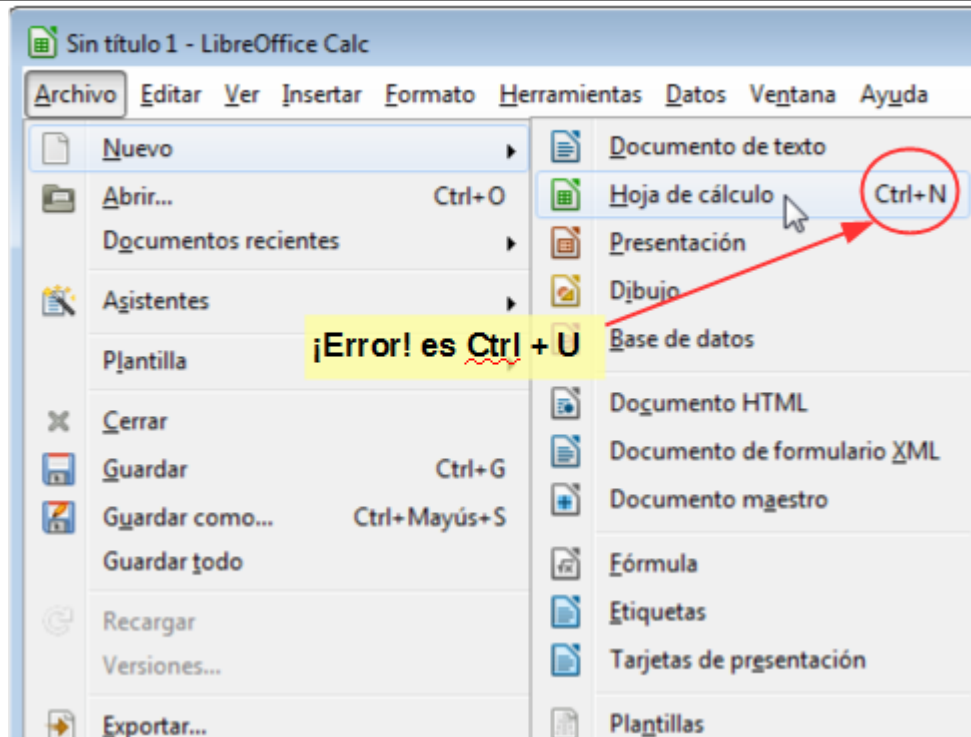 Sin título 1 - LibreOffice Calc
Archivo Editar Ver Insertar Formato Herramientas Datos Ventana Ayuda
Nuevo
Abrir... Ctrl+O
Documentos recientes
Asistentes
Plantilla
Cerrar
Guardar Ctrl+G
Guardar como... Ctrl+Mayús+S
Guardar todo
Recargar
Versiones...
Exportar...
Documento de texto
Hoja de cálculo Ctrl+N
Presentación
Dibujo
Base de datos
Documento HTML
Documento de formulario XML
Documento maestro
Fórmula
Etiquetas
Tarjetas de presentación
Plantillas
¡Error! es Ctrl + U